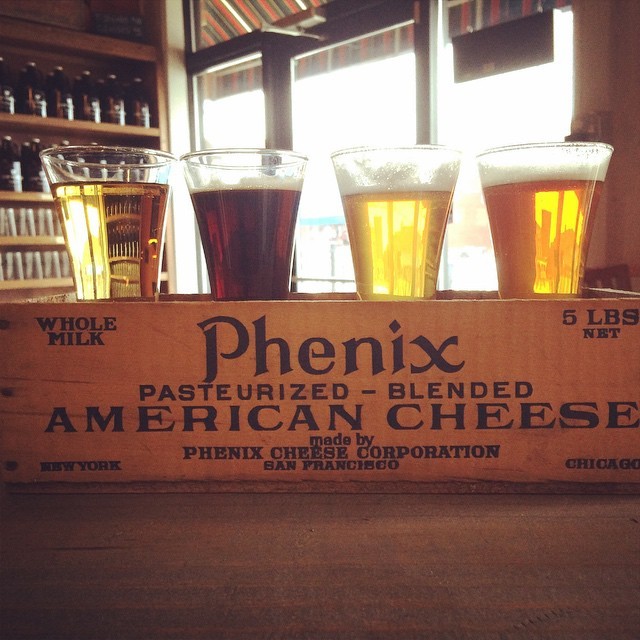 WHOLE
MILK
Phenix
5 LBS
NET
PASTEURIZED - BLENDED
AMERICAN CHEESE
made by
PHENIX CHEESE CORPORATION
NEW YORK
SAN FRANCISCO
CHICAGO